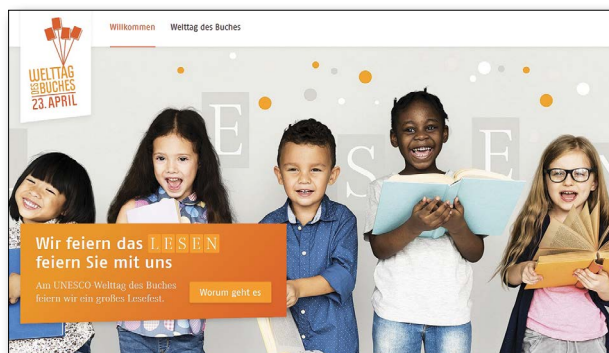 WELTTAG
DES BUCHES
23. APRIL
Willkommen Welttag des Buches
E S E
Wir feiern das LESEN
feiern Sie mit uns
Am UNESCO Welttag des Buches
feiern wir ein großes Lesefest.
Worum geht es